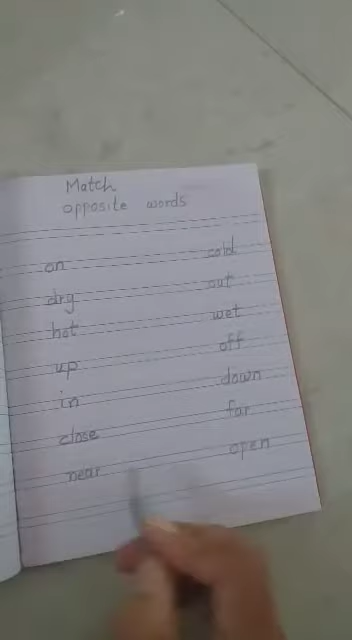 Match
opposite words
on cold
dry out
hot wet
up off
in down
close far
near open